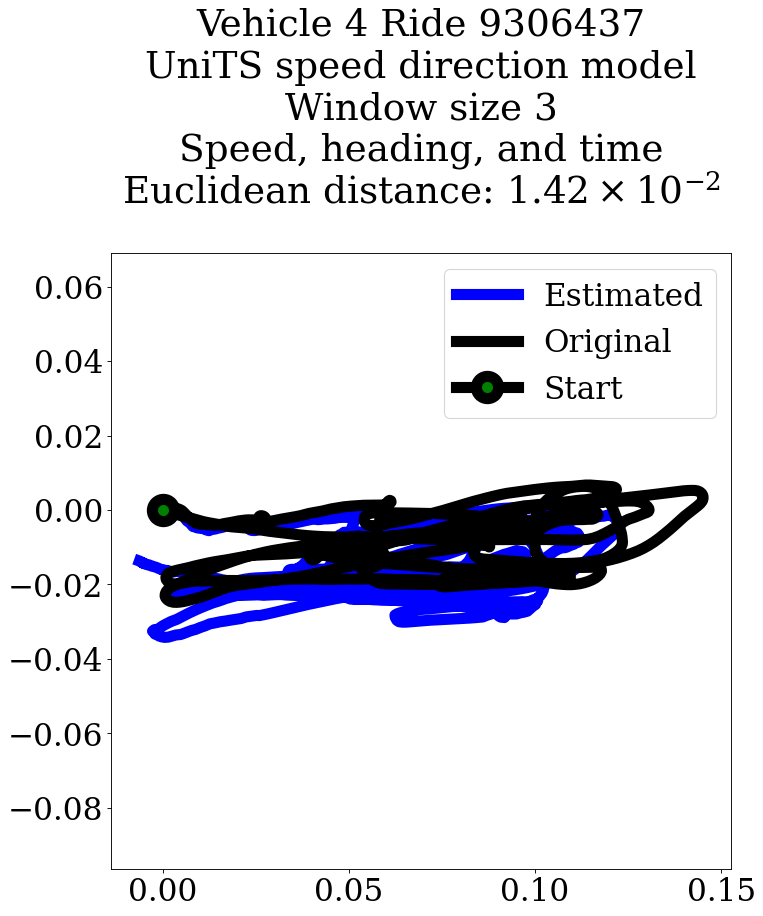 Vehicle 4 Ride 9306437
UniTS speed direction model
Window size 3
Speed, heading, and time
Euclidean distance: 1.42 × 10⁻²
Estimated
Original
Start
0.06
0.04
0.02
0.00
−0.02
−0.04
−0.06
−0.08
0.00 0.05 0.10 0.15